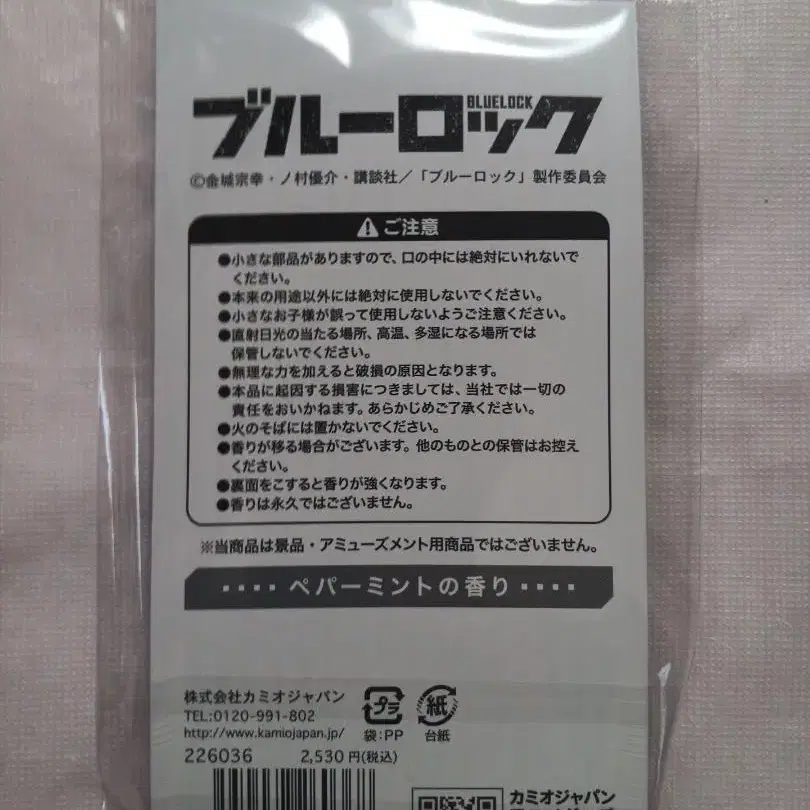 ブルーロック
BLUELOCK
©金城宗幸・ノ村優介・講談社／「ブルーロック」製作委員会
ご注意
●小さな部品がありますので、口の中には絶対にいれないで
ください。
●本来の用途以外には絶対に使用しないでください。
●小さなお子様が誤って使用しないようご注意ください。
●直射日光の当たる場所、高温、多湿になる場所では
保管しないでください。
●無理な力を加えると破損の原因となります。
●本品に起因する損害につきましては、当社では一切の
責任をおいかねます。あらかじめご了承ください。
●火のそばには置かないでください。
●香りが移る場合がございます。他のものとの保管はお控え
ください。
●裏面をこすると香りが強くなります。
●香りは永久ではございません。
※当商品は景品・アミューズメント用商品ではございません。
ペパーミントの香り
株式会社カミオジャパン
TEL:0120-991-802
http://www.kamiojapan.jp/
プラ
袋:PP
紙
台紙
226036 2,530円(税込)
カミオジャパン